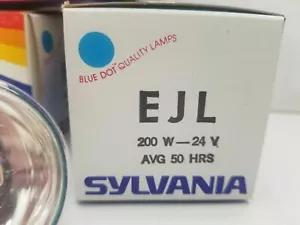 BLUE DOT QUALITY LAMPS
EJL
200 W — 24 V
AVG 50 HRS
SYLVANIA